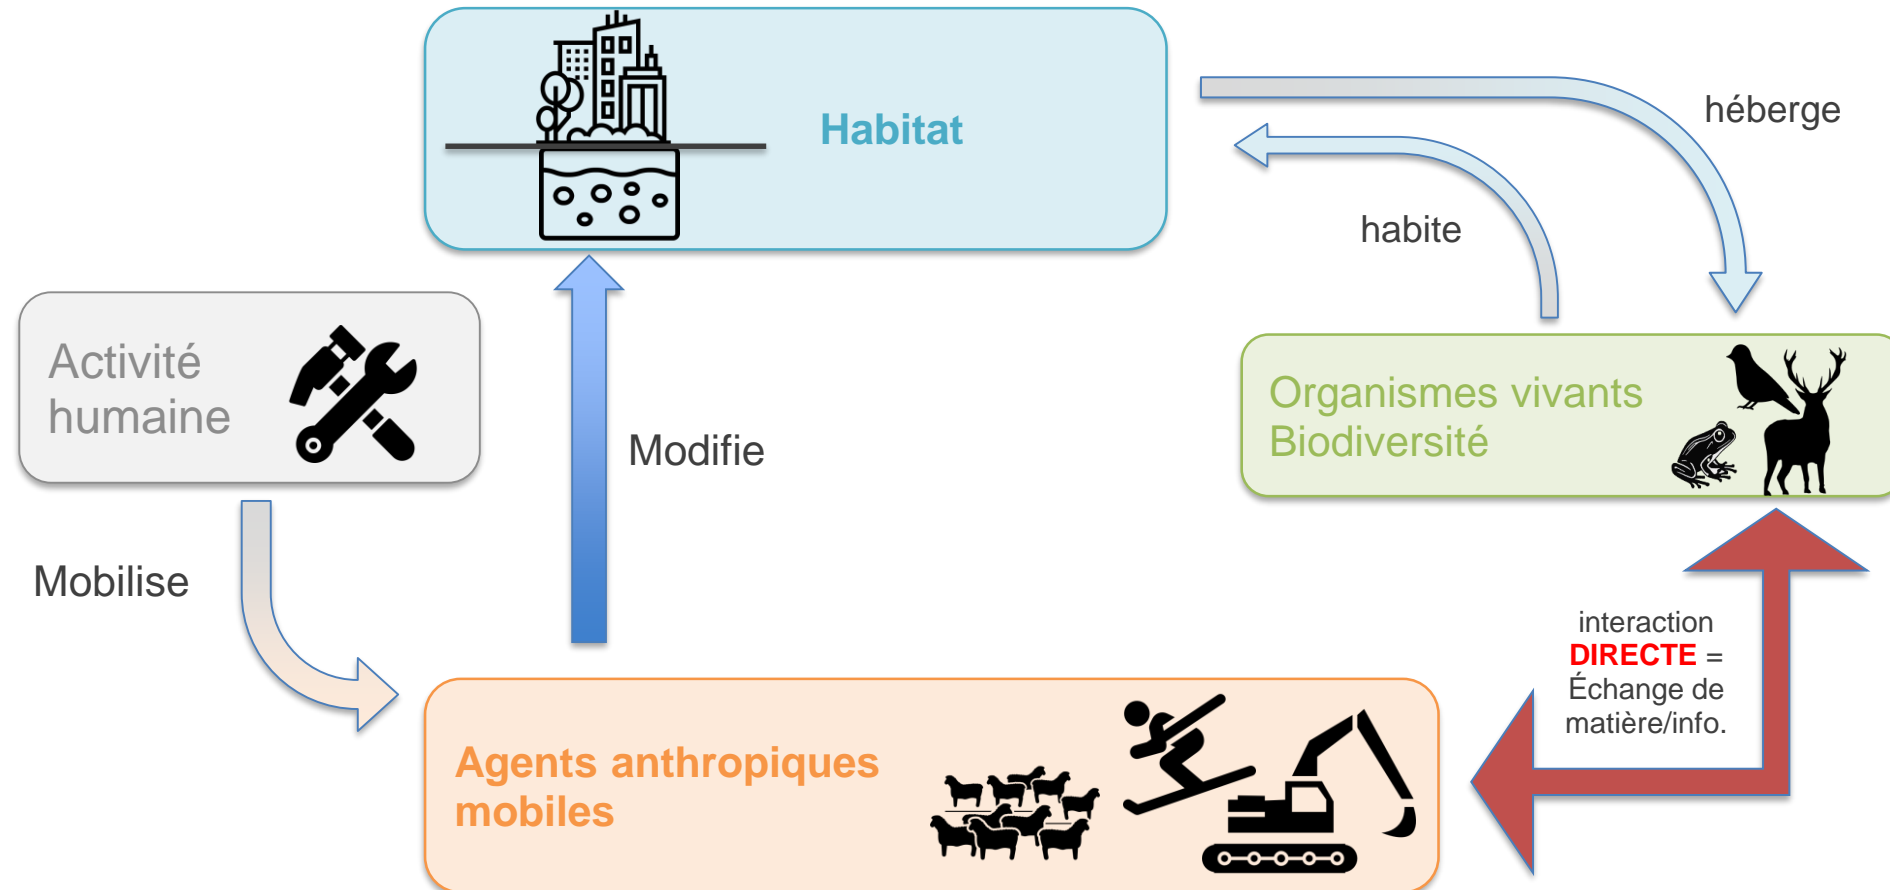 Habitat
héberge
habite
Activité
humaine
Modifie
Organismes vivants
Biodiversité
Mobilise
interaction
DIRECTE =
Échange de
matière/info.
Agents anthropiques
mobiles